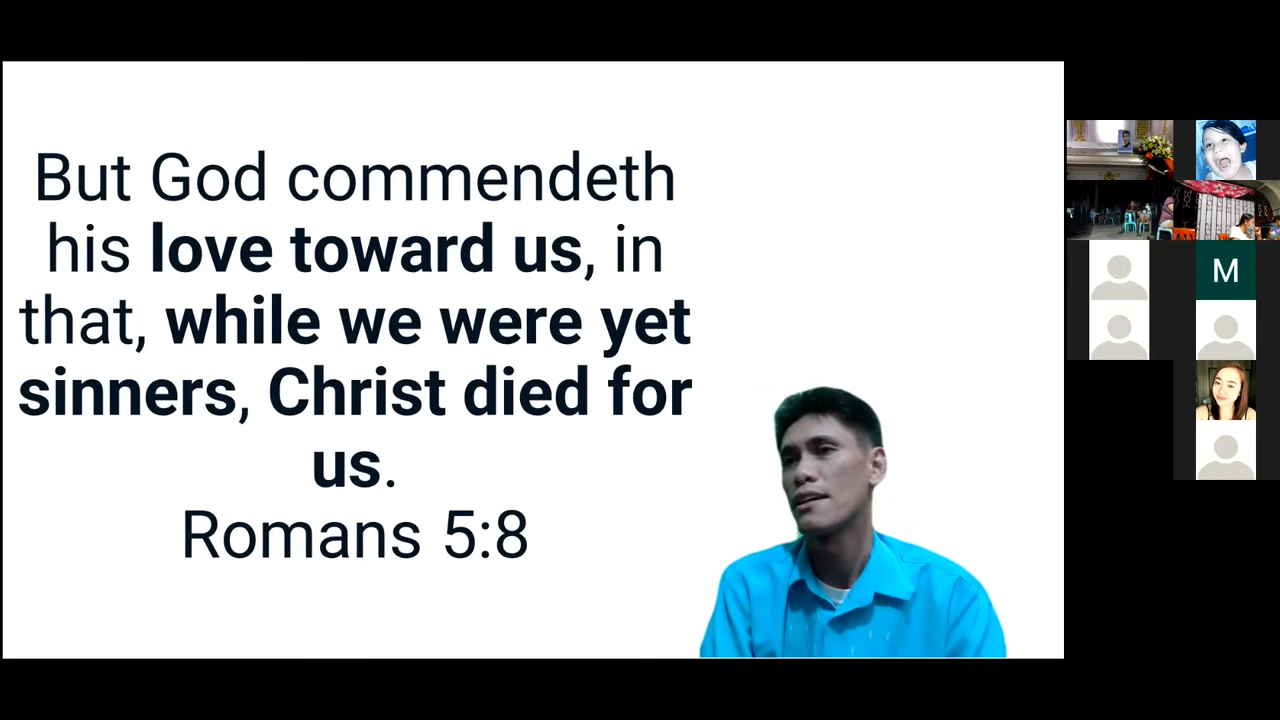 But God commendeth
his love toward us, in
that, while we were yet
sinners, Christ died for
us.
Romans 5:8
M